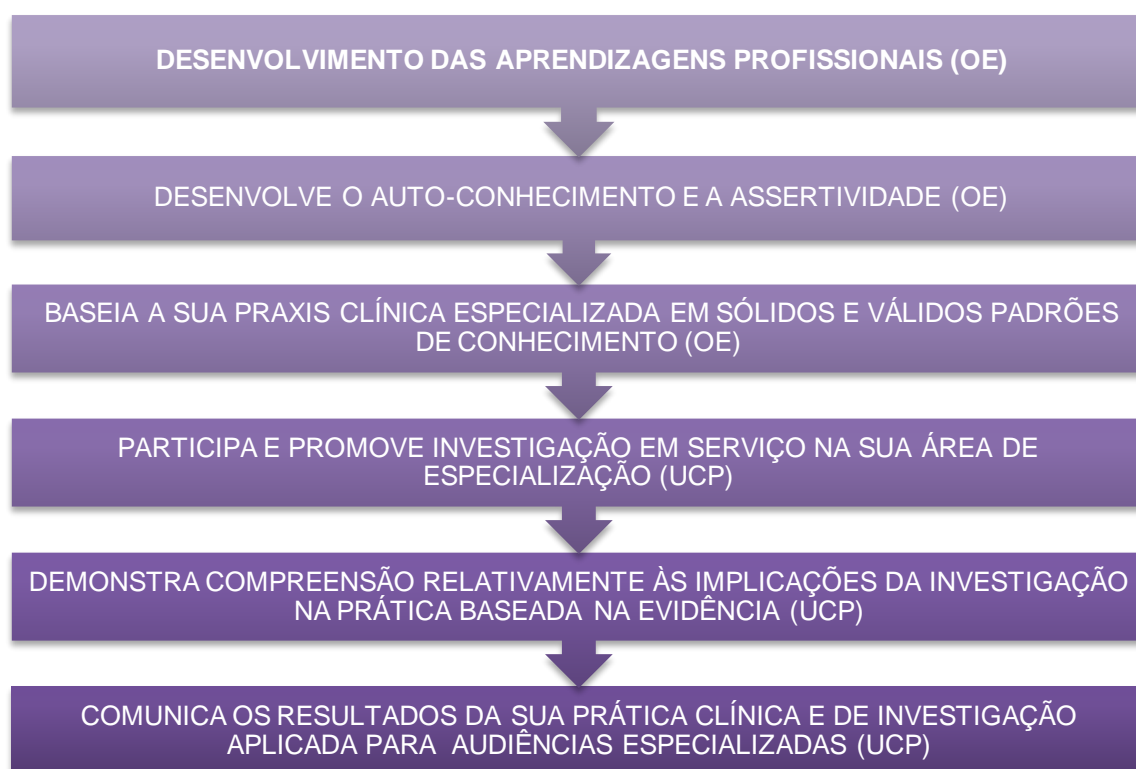 DESENVOLVIMENTO DAS APRENDIZAGENS PROFISSIONAIS (OE)
DESENVOLVE O AUTO-CONHECIMENTO E A ASSERTIVIDADE (OE)
BASEIA A SUA PRAXIS CLÍNICA ESPECIALIZADA EM SÓLIDOS E VÁLIDOS PADRÕES
DE CONHECIMENTO (OE)
PARTICIPA E PROMOVE INVESTIGAÇÃO EM SERVIÇO NA SUA ÁREA DE
ESPECIALIZAÇÃO (UCP)
DEMONSTRA COMPREENSÃO RELATIVAMENTE ÀS IMPLICAÇÕES DA INVESTIGAÇÃO
NA PRÁTICA BASEADA NA EVIDÊNCIA (UCP)
COMUNICA OS RESULTADOS DA SUA PRÁTICA CLÍNICA E DE INVESTIGAÇÃO
APLICADA PARA AUDIÊNCIAS ESPECIALIZADAS (UCP)